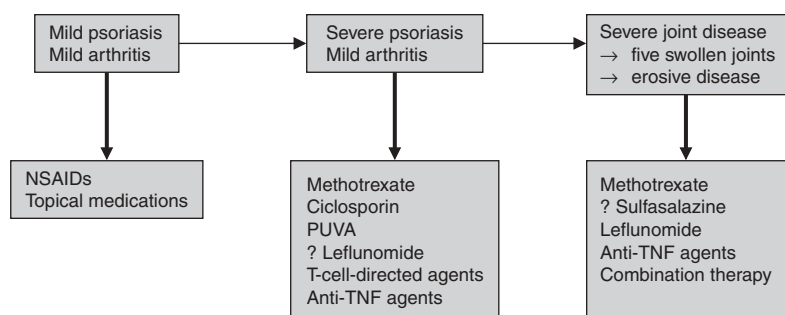 Mild psoriasis
Mild arthritis
Severe psoriasis
Mild arthritis
Severe joint disease
→ five swollen joints
→ erosive disease
NSAIDs
Topical medications
Methotrexate
Ciclosporin
PUVA
? Leflunomide
T-cell-directed agents
Anti-TNF agents
Methotrexate
? Sulfasalazine
Leflunomide
Anti-TNF agents
Combination therapy